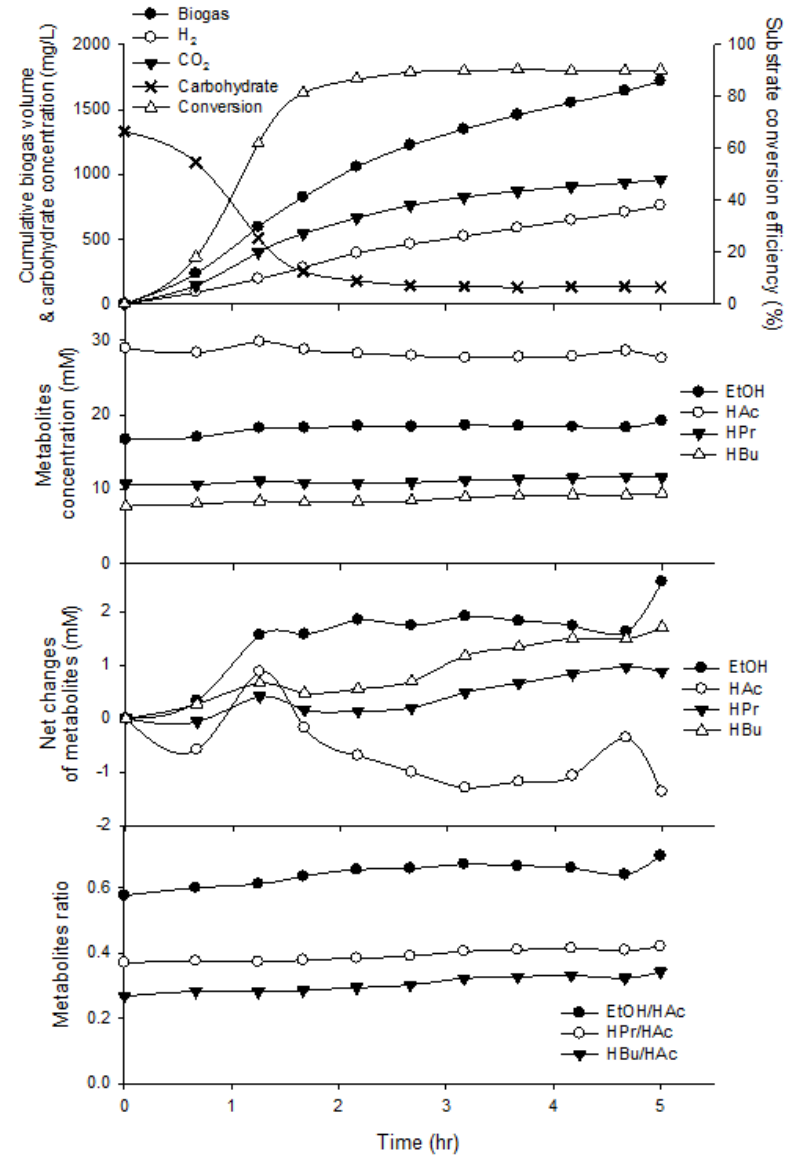 Biogas
H2
CO2
Carbohydrate
Conversion
Cumulative biogas volume
& carbohydrate concentration (mg/L)
2000
1500
1000
500
0
100
80
60
40
20
0
Substrate conversion efficiency (%)
Metabolites
concentration (mM)
30
20
10
0
EtOH
HAc
HPr
HBu
Net changes
of metabolites (mM)
2
1
0
-1
-2
EtOH
HAc
HPr
HBu
Metabolites ratio
0.6
0.4
0.2
0.0
EtOH/HAc
HPr/HAc
HBu/HAc
0 1 2 3 4 5
Time (hr)